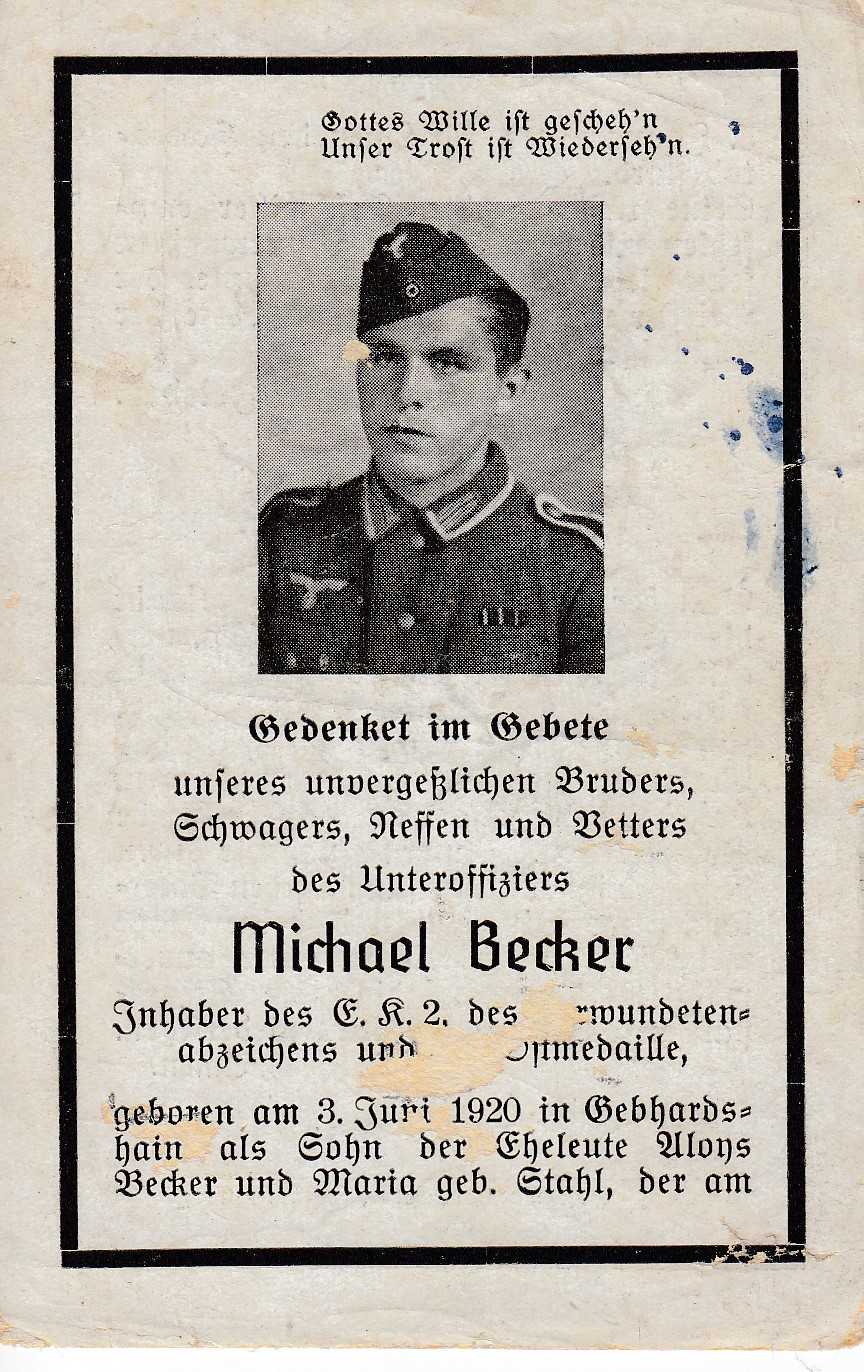 Gottes Wille ist gescheh'n
Unser Trost ist Wiederseh'n.
Gedenket im Gebete
unseres unvergeßlichen Bruders,
Schwagers, Neffen und Vetters
des Unteroffiziers
Michael Becker
Inhaber des E. K. 2, des
abzeichens und
geboren am 3. 1920 in Gebhards-
hain als Sohn der Eheleute Aloys
Becker und Maria geb. Stahl, der am